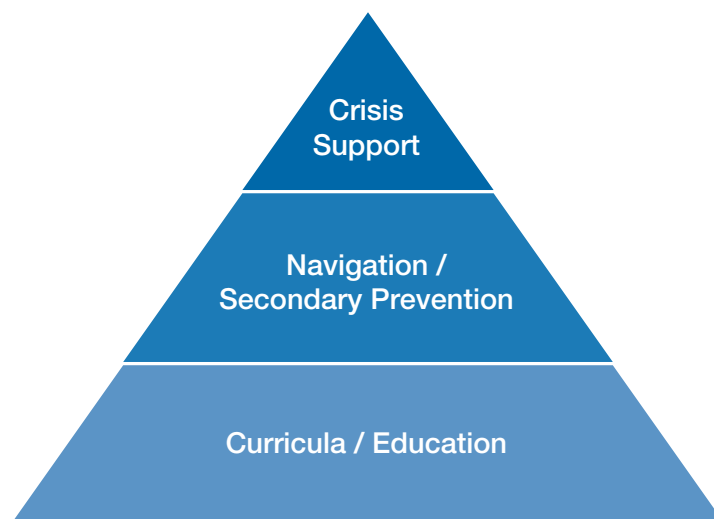 Crisis
Support
Navigation /
Secondary Prevention
Curricula / Education